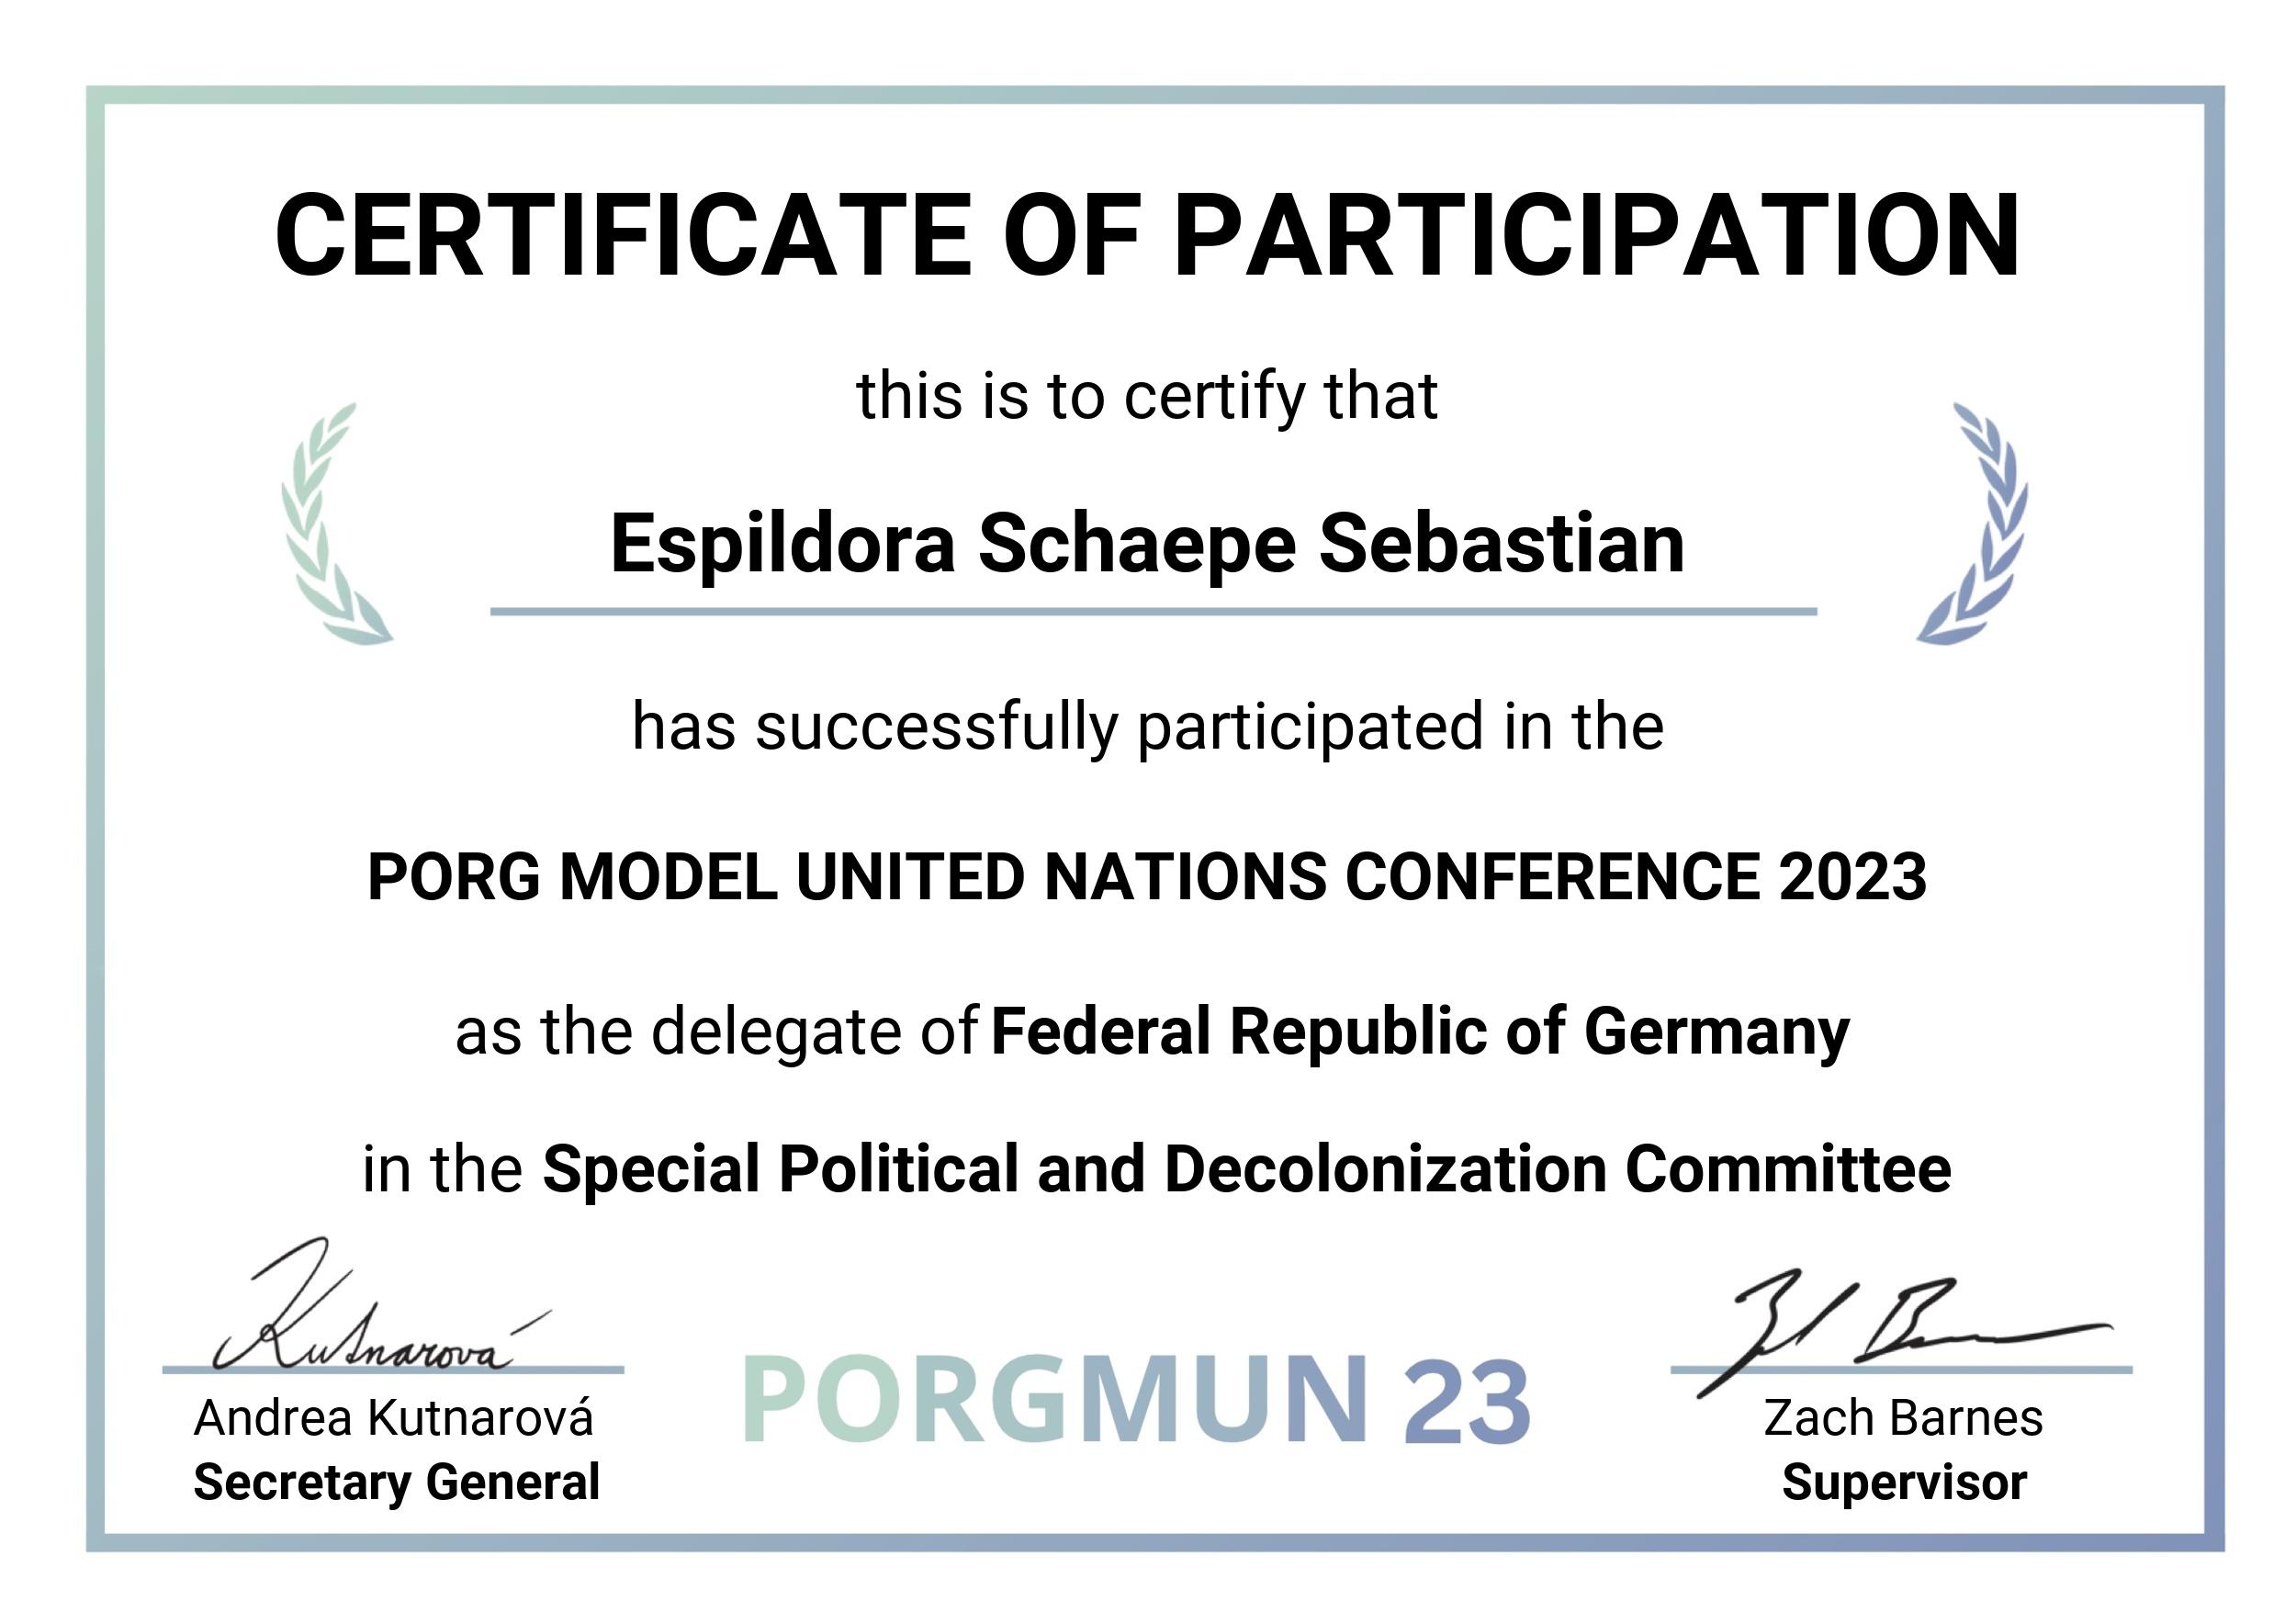 CERTIFICATE OF PARTICIPATION
this is to certify that
Espildora Schaepe Sebastian
has successfully participated in the
PORG MODEL UNITED NATIONS CONFERENCE 2023
as the delegate of Federal Republic of Germany
in the Special Political and Decolonization Committee
Kutnarová
Andrea Kutnarová
Secretary General
PORGMUN 23
Zach Barnes
Supervisor